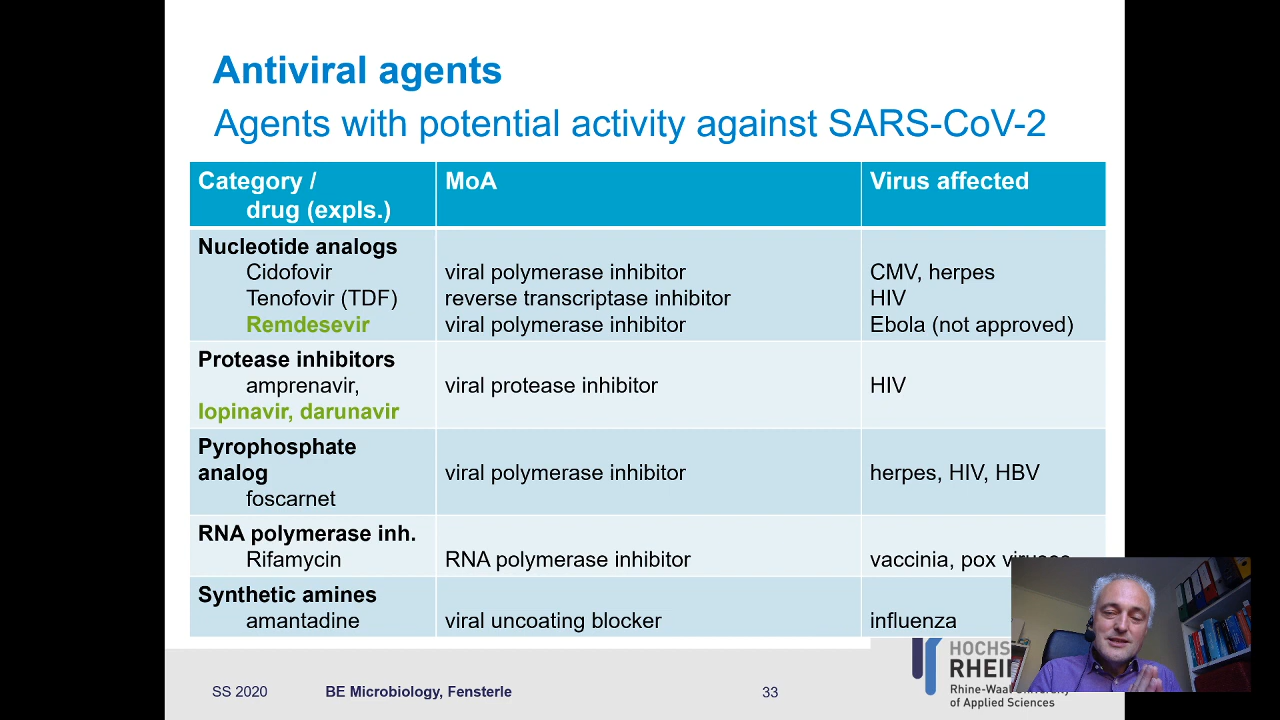 Antiviral agents
Agents with potential activity against SARS-CoV-2
Category /
drug (expls.)
MoA
Virus affected
Nucleotide analogs
Cidofovir
viral polymerase inhibitor
CMV, herpes
Tenofovir (TDF)
reverse transcriptase inhibitor
HIV
Remdesevir
viral polymerase inhibitor
Ebola (not approved)
Protease inhibitors
amprenavir,
viral protease inhibitor
HIV
lopinavir, darunavir
Pyrophosphate
analog
viral polymerase inhibitor
herpes, HIV, HBV
foscarnet
RNA polymerase inh.
Rifamycin
RNA polymerase inhibitor
vaccinia, pox viruses
Synthetic amines
amantadine
viral uncoating blocker
influenza
SS 2020
BE Microbiology, Fensterle
33
HOCHS
RHEI
Rhine-Waal University
of Applied Sciences